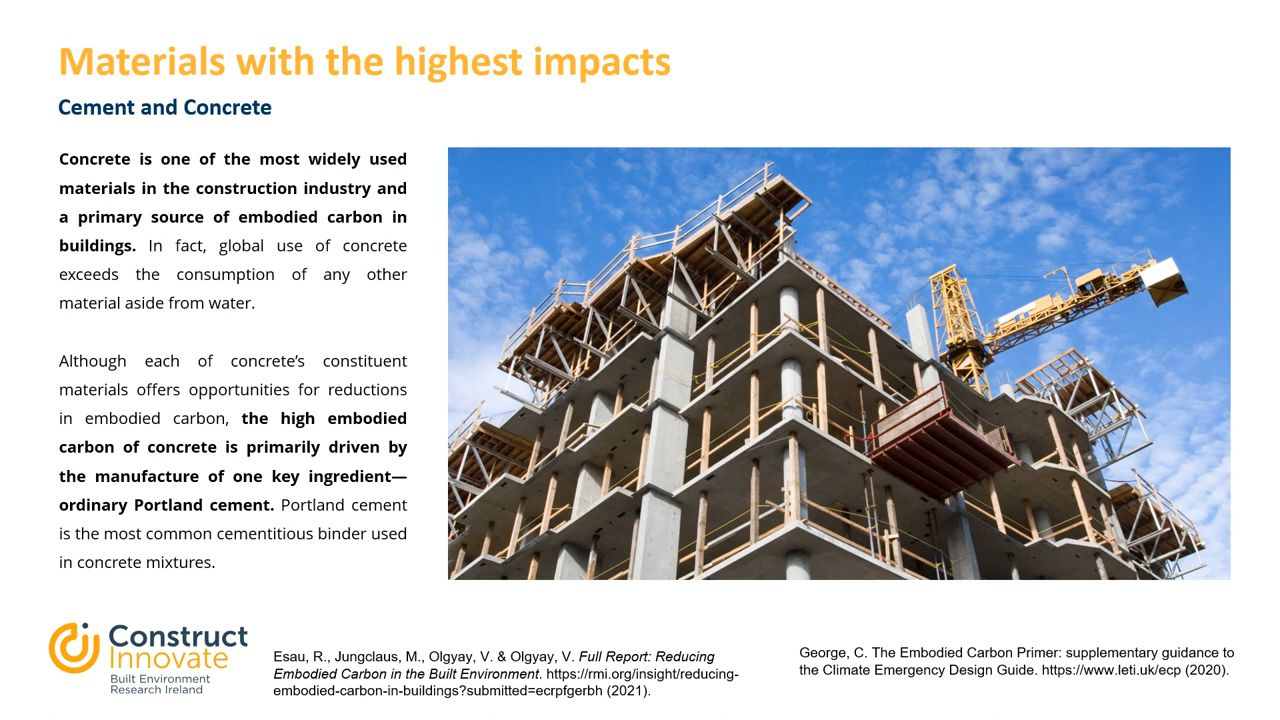 Materials with the highest impacts
Cement and Concrete
Concrete is one of the most widely used
materials in the construction industry and
a primary source of embodied carbon in
buildings. In fact, global use of concrete
exceeds the consumption of any other
material aside from water.
Although each of concrete’s constituent
materials offers opportunities for reductions
in embodied carbon, the high embodied
carbon of concrete is primarily driven by
the manufacture of one key ingredient—
ordinary Portland cement. Portland cement
is the most common cementitious binder used
in concrete mixtures.
Construct
Innovate
Built Environment
Research Ireland
Esau, R., Jungclaus, M., Olgyay, V. & Olgyay, V. Full Report: Reducing
Embodied Carbon in the Built Environment. https://rmi.org/insight/reducing-
embodied-carbon-in-buildings?submitted=ecrpfgerbh (2021).
George, C. The Embodied Carbon Primer: supplementary guidance to
the Climate Emergency Design Guide. https://www.leti.uk/ecp (2020).